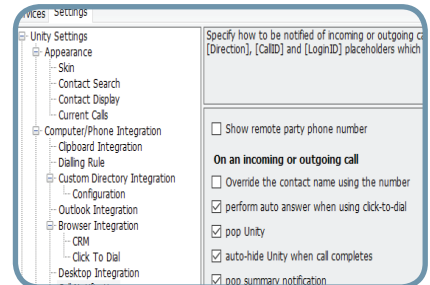 vices Settings
Unity Settings
Appearance
Skin
Contact Search
Contact Display
Current Calls
Computer/Phone Integration
Clipboard Integration
Dialling Rule
Custom Directory Integration
Configuration
Outlook Integration
Browser Integration
CRM
Click To Dial
Desktop Integration
Specify how to be notified of incoming or outgoing ca
[Direction], [CallID] and [LoginID] placeholders which
Show remote party phone number
On an incoming or outgoing call
Override the contact name using the number
perform auto answer when using click-to-dial
pop Unity
auto-hide Unity when call completes
pop summary notification